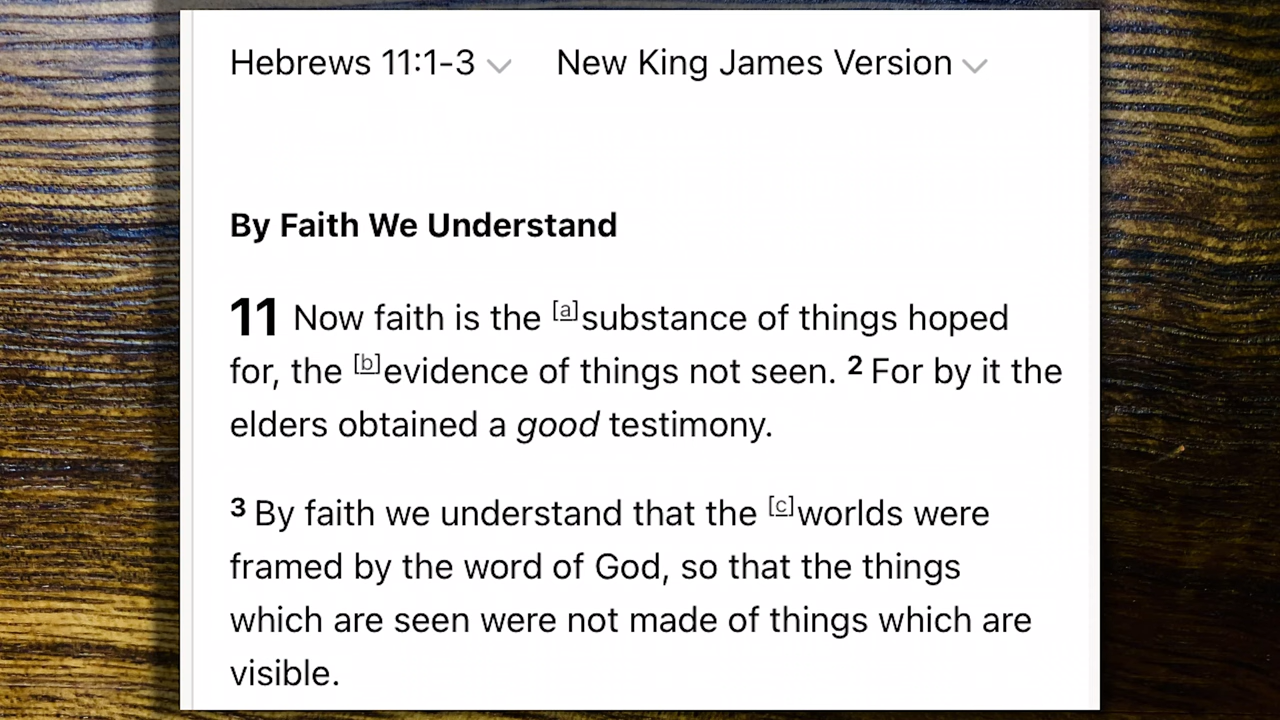 Hebrews 11:1-3 New King James Version
By Faith We Understand
11 Now faith is the [a]substance of things hoped
for, the [b]evidence of things not seen. 2 For by it the
elders obtained a good testimony.
3 By faith we understand that the [c]worlds were
framed by the word of God, so that the things
which are seen were not made of things which are
visible.